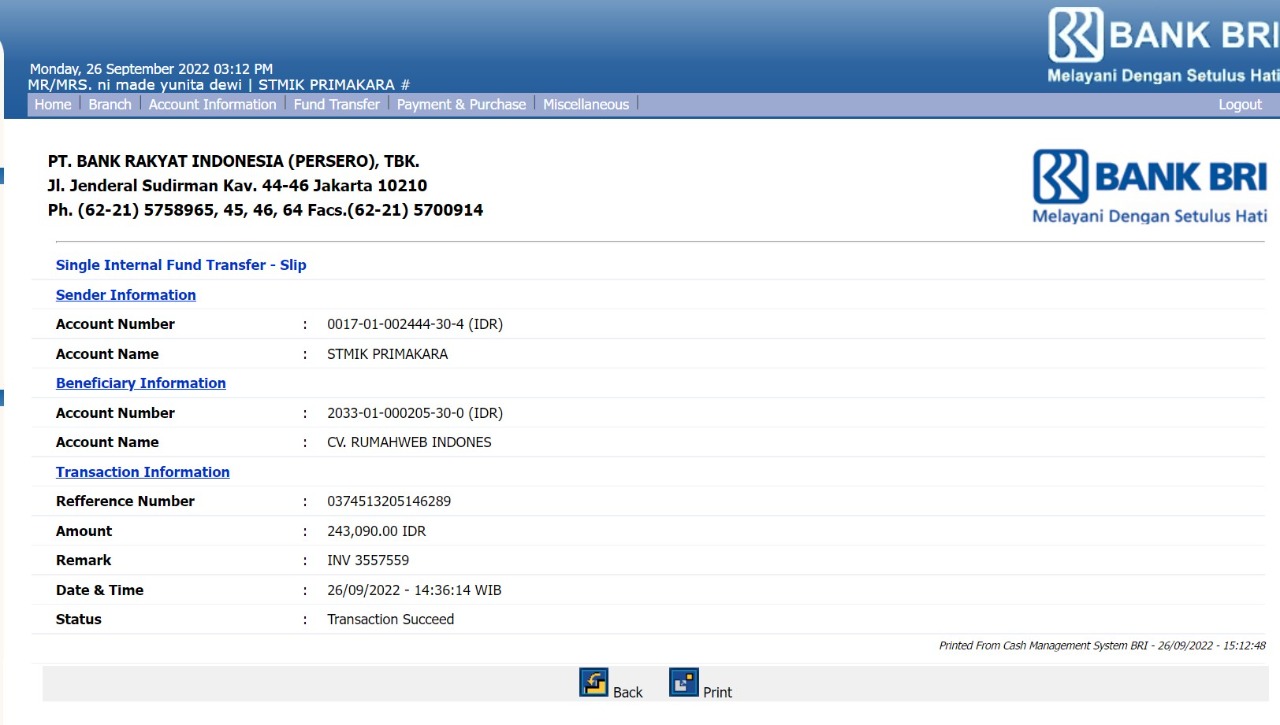 BANK BRI
Melayani Dengan Setulus Hati
Monday, 26 September 2022 03:12 PM
MR/MRS. ni made yunita dewi | STMIK PRIMAKARA #
Home | Branch | Account Information | Fund Transfer | Payment & Purchase | Miscellaneous | Logout
PT. BANK RAKYAT INDONESIA (PERSERO), TBK.
Jl. Jenderal Sudirman Kav. 44-46 Jakarta 10210
Ph. (62-21) 5758965, 45, 46, 64 Facs.(62-21) 5700914
BANK BRI
Melayani Dengan Setulus Hati
Single Internal Fund Transfer - Slip
Sender Information
Account Number : 0017-01-002444-30-4 (IDR)
Account Name : STMIK PRIMAKARA
Beneficiary Information
Account Number : 2033-01-000205-30-0 (IDR)
Account Name : CV. RUMAHWEB INDONES
Transaction Information
Refference Number : 0374513205146289
Amount : 243,090.00 IDR
Remark : INV 3557559
Date & Time : 26/09/2022 - 14:36:14 WIB
Status : Transaction Succeed
Printed From Cash Management System BRI - 26/09/2022 - 15:12:48
Back Print